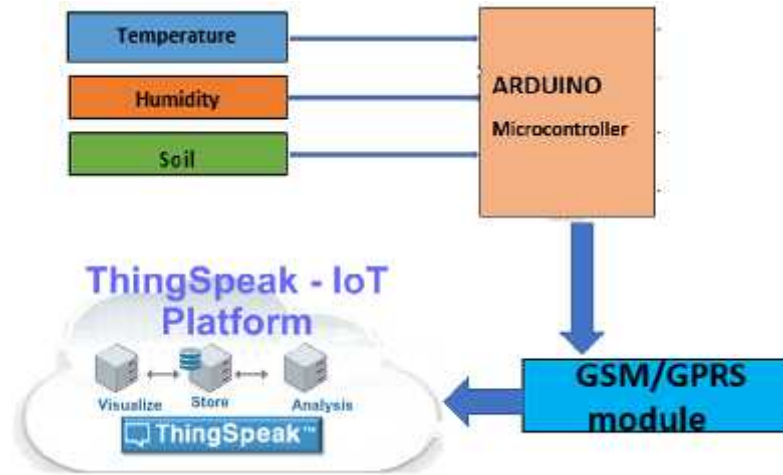 Temperature
Humidity
Soil
ARDUINO
Microcontroller
ThingSpeak - IoT
Platform
Visualize
Store
Analysis
ThingSpeak™
GSM/GPRS
module